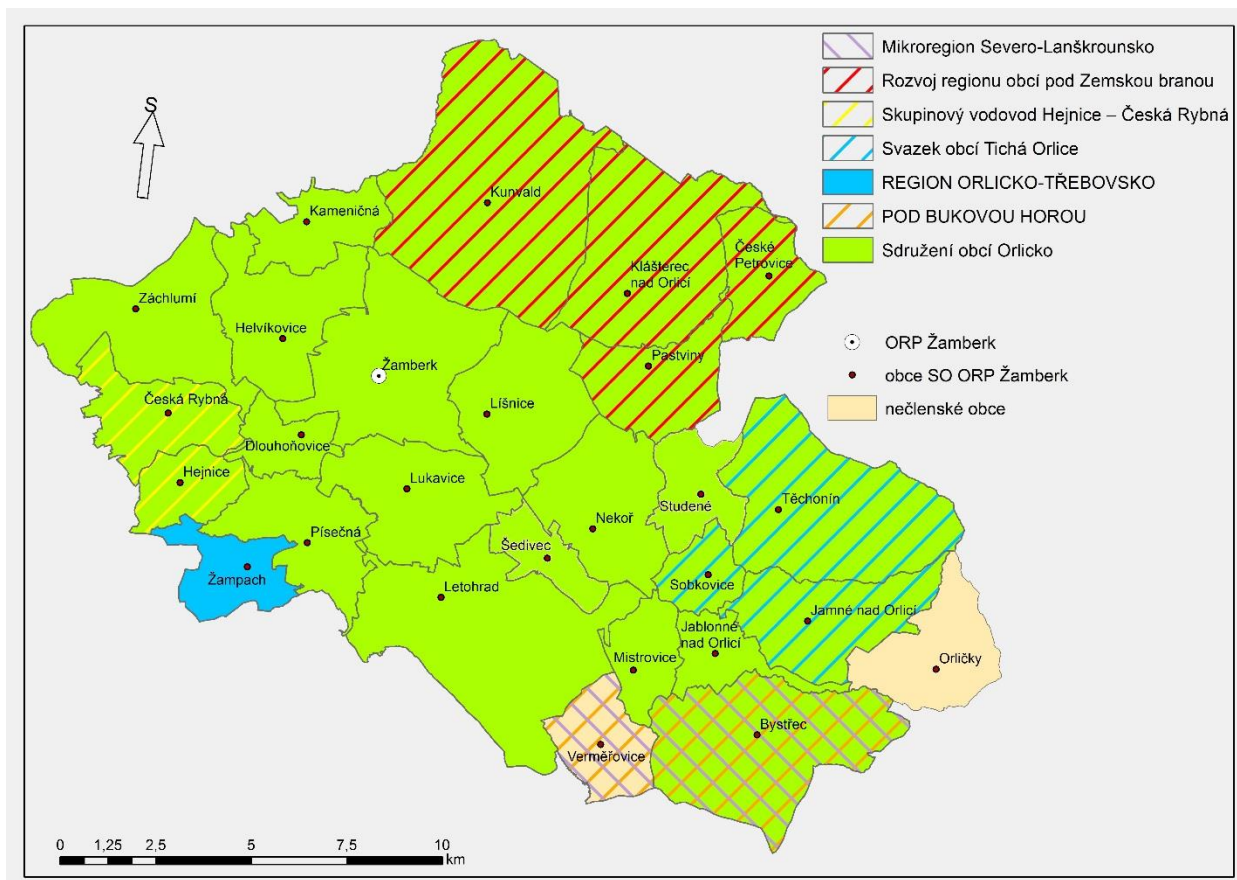 S
Mikroregion Severo-Lanškrounsko
Rozvoj regionu obcí pod Zemskou branou
Skupinový vodovod Hejnice – Česká Rybná
Svazek obcí Tichá Orlice
REGION ORLICKO-TŘEBOVSKO
POD BUKOVOU HOROU
Sdružení obcí Orlicko
ORP Žamberk
obce SO ORP Žamberk
nečlenské obce
Kunvald
Kameničná
České
Petrovice
Klášterec
nad Orlicí
Záchlumí
Helvíkovice
Žamberk
Pastviny
Česká Rybná
Líšnice
Dlouhoňovice
Hejnice
Lukavice
Studené
Těchonín
Nekoř
Písečná
Šedivec
Žampach
Letohrad
Sobkovice
Jamné nad Orlicí
Jablonné
nad Orlicí
Mistrovice
Orličky
Bystřec
Verměřovice
0 1,25 2,5 5 7,5 10
km